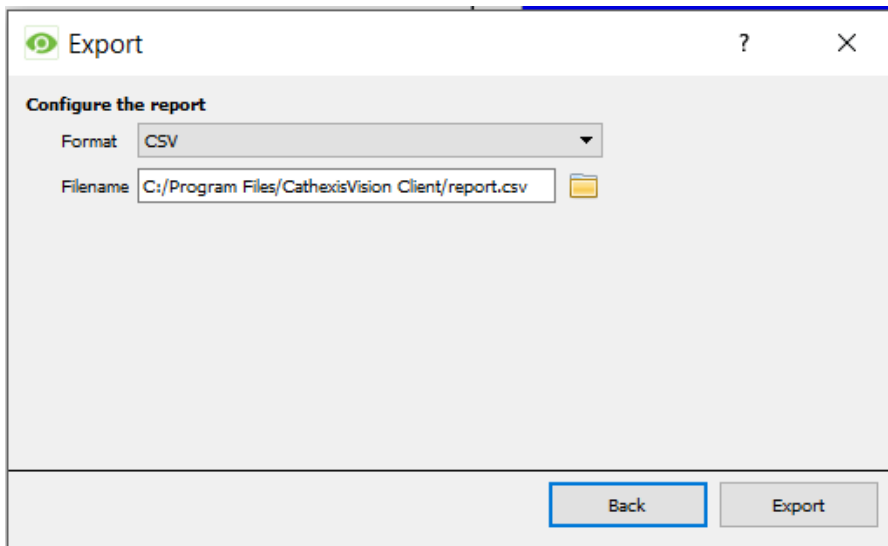 Export
?
Configure the report
Format CSV
Filename C:/Program Files/CathexisVision Client/report.csv
Back Export